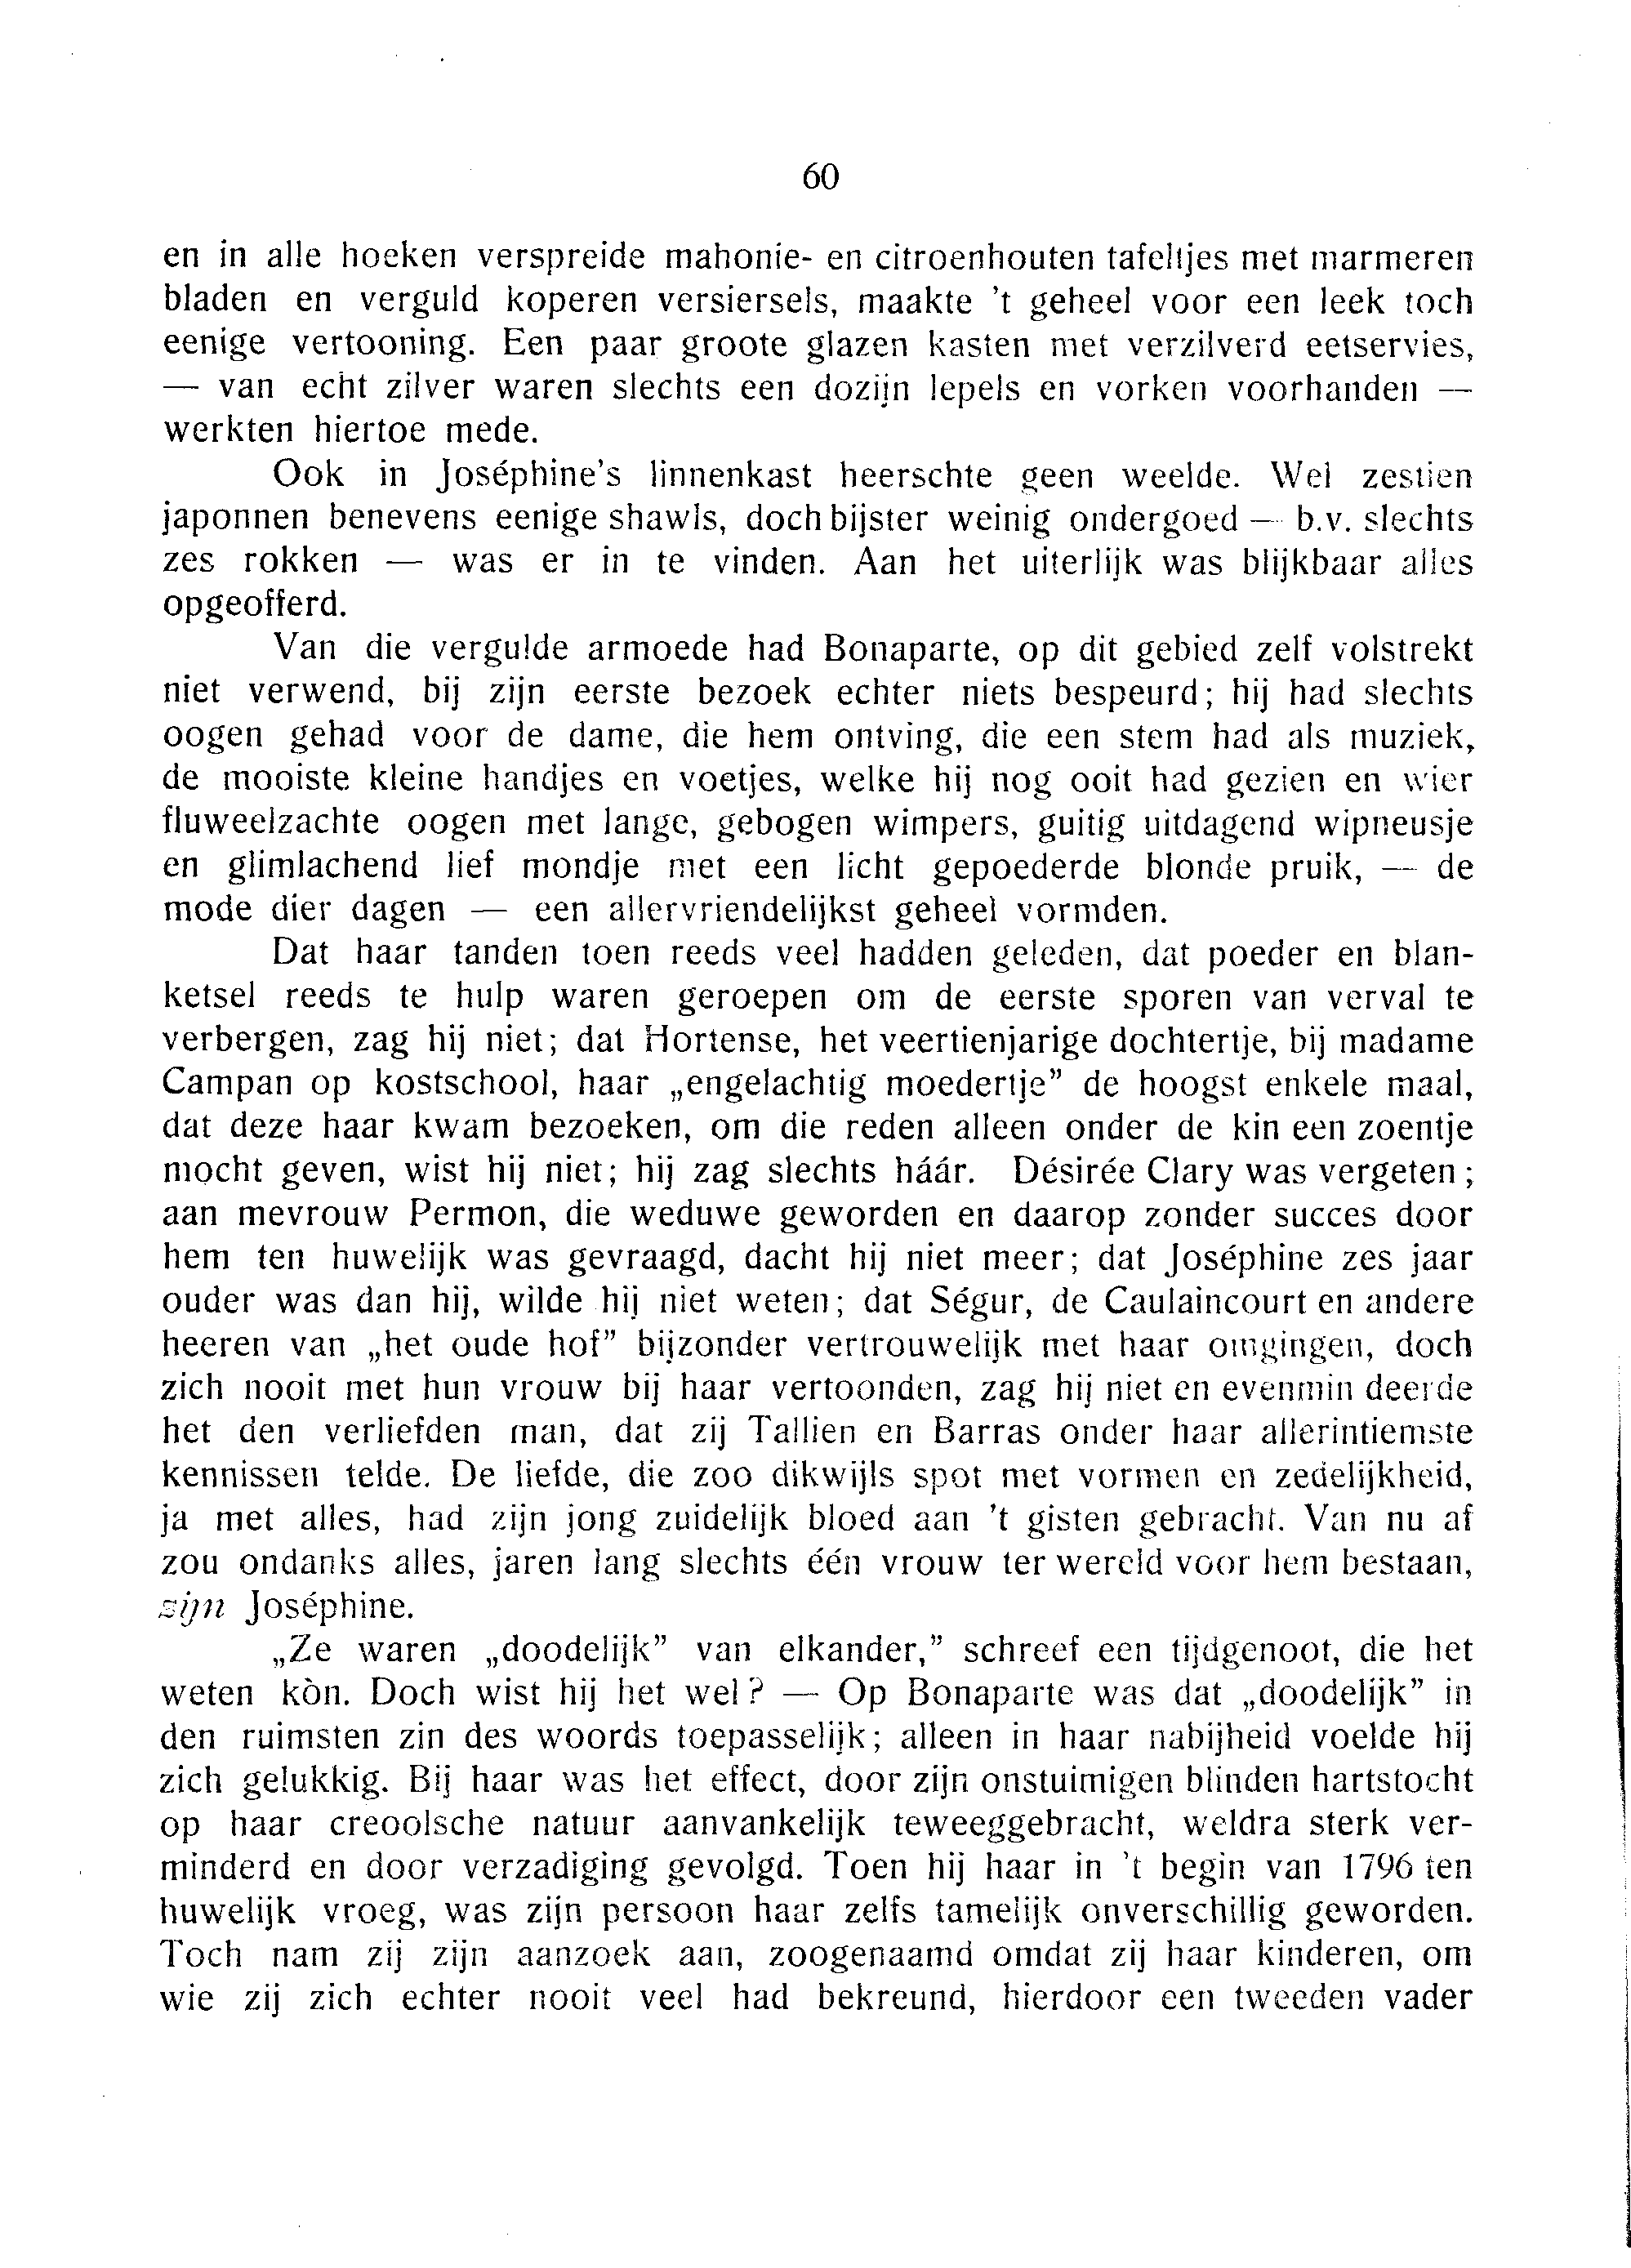 60
en in alle hoeken verspreide mahonie- en citroenhouten tafeltjes met marmeren
bladen en verguld koperen versiersels, maakte 't geheel voor een leek toch
eenige vertooning. Een paar groote glazen kasten met verzilverd eetservies,
— van echt zilver waren slechts een dozijn lepels en vorken voorhanden —
werkten hiertoe mede.
Ook in Joséphine's linnenkast heerschte geen weelde. Wel zestien
japonnen benevens eenige shawls, doch bijster weinig ondergoed — b.v. slechts
zes rokken — was er in te vinden. Aan het uiterlijk was blijkbaar alles
opgeofferd.
Van die vergulde armoede had Bonaparte, op dit gebied zelf volstrekt
niet verwend, bij zijn eerste bezoek echter niets bespeurd; hij had slechts
oogen gehad voor de dame, die hem ontving, die een stem had als muziek,
de mooiste kleine handjes en voetjes, welke hij nog ooit had gezien en wier
fluweelzachte oogen met lange, gebogen wimpers, guitig uitdagend wipneusje
en glimlachend lief mondje met een licht gepoederde blonde pruik, — de
mode dier dagen — een allervriendelijkst geheel vormden.
Dat haar tanden toen reeds veel hadden geleden, dat poeder en blan-
ketsel reeds te hulp waren geroepen om de eerste sporen van verval te
verbergen, zag hij niet; dat Hortense, het veertienjarige dochtertje, bij madame
Campan op kostschool, haar „engelachtig moedertje” de hoogst enkele maal,
dat deze haar kwam bezoeken, om die reden alleen onder de kin een zoentje
mocht geven, wist hij niet; hij zag slechts háár. Désirée Clary was vergeten;
aan mevrouw Permon, die weduwe geworden en daarop zonder succes door
hem ten huwelijk was gevraagd, dacht hij niet meer; dat Joséphine zes jaar
ouder was dan hij, wilde hij niet weten; dat Ségur, de Caulaincourt en andere
heeren van „het oude hof” bijzonder vertrouwelijk met haar omgingen, doch
zich nooit met hun vrouw bij haar vertoonden, zag hij niet en evenmin deerde
het den verliefden man, dat zij Tallien en Barras onder haar allerintiemste
kennissen telde. De liefde, die zoo dikwijls spot met vormen en zedelijkheid,
ja met alles, had zijn jong zuidelijk bloed aan 't gisten gebracht. Van nu af
zou ondanks alles, jaren lang slechts één vrouw ter wereld voor hem bestaan,
zijn Joséphine.
„Ze waren „doodelijk” van elkander,” schreef een tijdgenoot, die het
weten kòn. Doch wist hij het wel? — Op Bonaparte was dat „doodelijk” in
den ruimsten zin des woords toepasselijk; alleen in haar nabijheid voelde hij
zich gelukkig. Bij haar was het effect, door zijn onstuimigen blinden hartstocht
op haar creoolsche natuur aanvankelijk teweeggebracht, weldra sterk ver-
minderd en door verzadiging gevolgd. Toen hij haar in 't begin van 1796 ten
huwelijk vroeg, was zijn persoon haar zelfs tamelijk onverschillig geworden.
Toch nam zij zijn aanzoek aan, zoogenaamd omdat zij haar kinderen, om
wie zij zich echter nooit veel had bekreund, hierdoor een tweeden vader